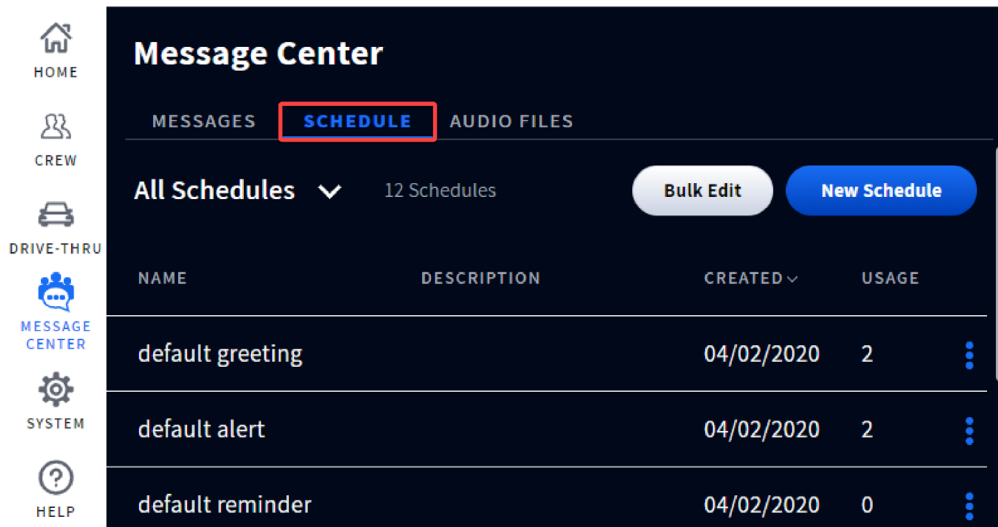 HOME
CREW
DRIVE-THRU
MESSAGE
CENTER
SYSTEM
HELP
Message Center
MESSAGES SCHEDULE AUDIO FILES
All Schedules 12 Schedules Bulk Edit New Schedule
NAME DESCRIPTION CREATED USAGE
default greeting 04/02/2020 2
default alert 04/02/2020 2
default reminder 04/02/2020 0